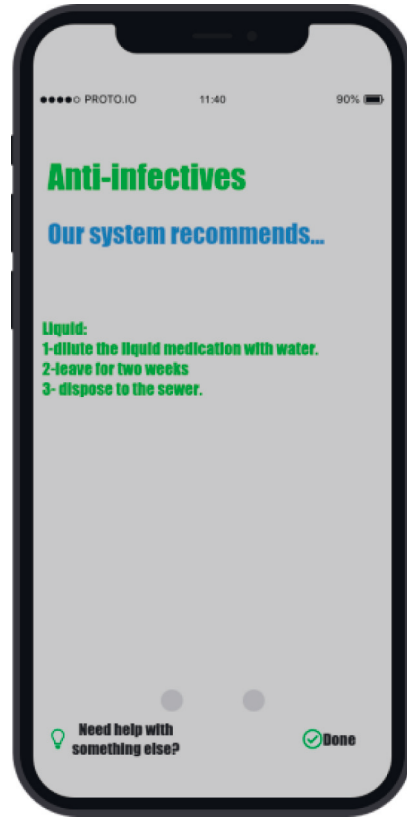 ●●●●○ PROTO.IO 11:40 90%
Anti-infectives
Our system recommends...
Liquid:
1-dilute the liquid medication with water.
2-leave for two weeks
3- dispose to the sewer.
Need help with
something else?
Done